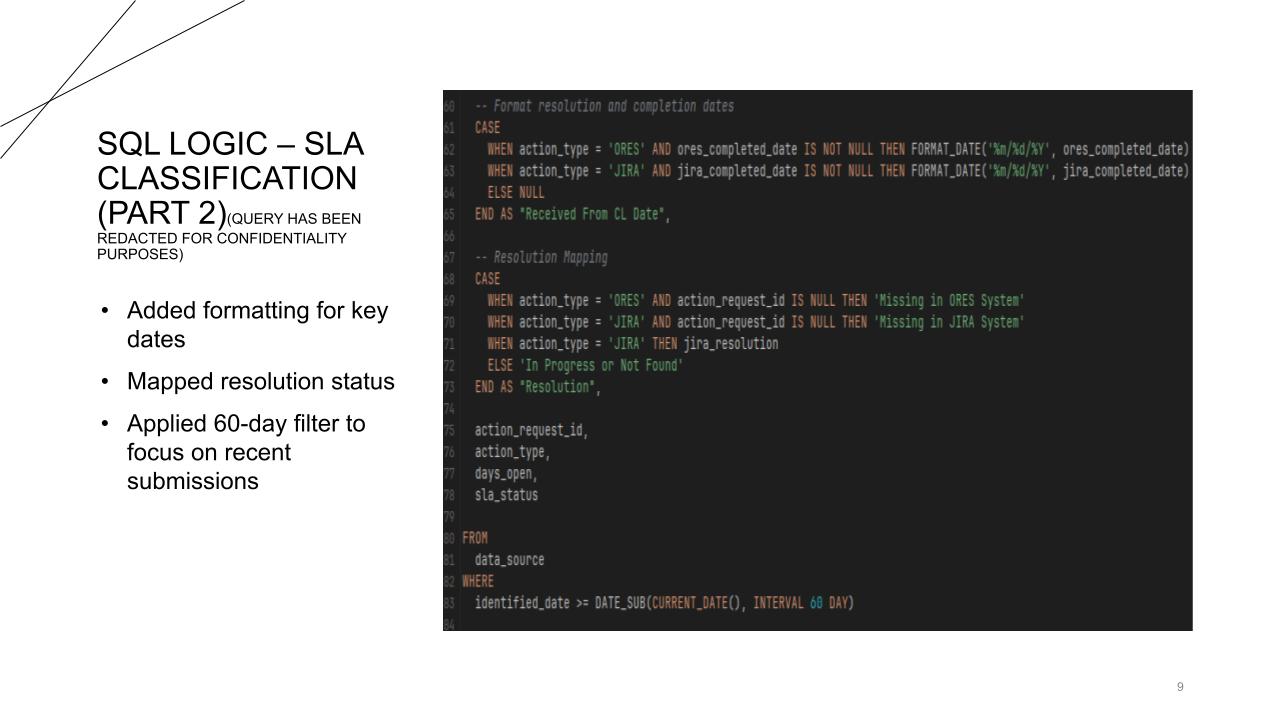 SQL LOGIC – SLA
CLASSIFICATION
(PART 2)(QUERY HAS BEEN
REDACTED FOR CONFIDENTIALITY
PURPOSES)
• Added formatting for key
dates
• Mapped resolution status
• Applied 60-day filter to
focus on recent
submissions
60 -- Format resolution and completion dates
61 CASE
62 WHEN action_type = 'ORES' AND ores_completed_date IS NOT NULL THEN FORMAT_DATE('%m/%d/%Y', ores_completed_date)
63 WHEN action_type = 'JIRA' AND jira_completed_date IS NOT NULL THEN FORMAT_DATE('%m/%d/%Y', jira_completed_date)
64 ELSE NULL
65 END AS "Received From CL Date",
66
67 -- Resolution Mapping
68 CASE
69 WHEN action_type = 'ORES' AND action_request_id IS NULL THEN 'Missing in ORES System'
70 WHEN action_type = 'JIRA' AND action_request_id IS NULL THEN 'Missing in JIRA System'
71 WHEN action_type = 'JIRA' THEN jira_resolution
72 ELSE 'In Progress or Not Found'
73 END AS "Resolution",
74
75 action_request_id,
76 action_type,
77 days_open,
78 sla_status
79
80 FROM
81 data_source
82 WHERE
83 identified_date >= DATE_SUB(CURRENT_DATE(), INTERVAL 60 DAY)
84
9